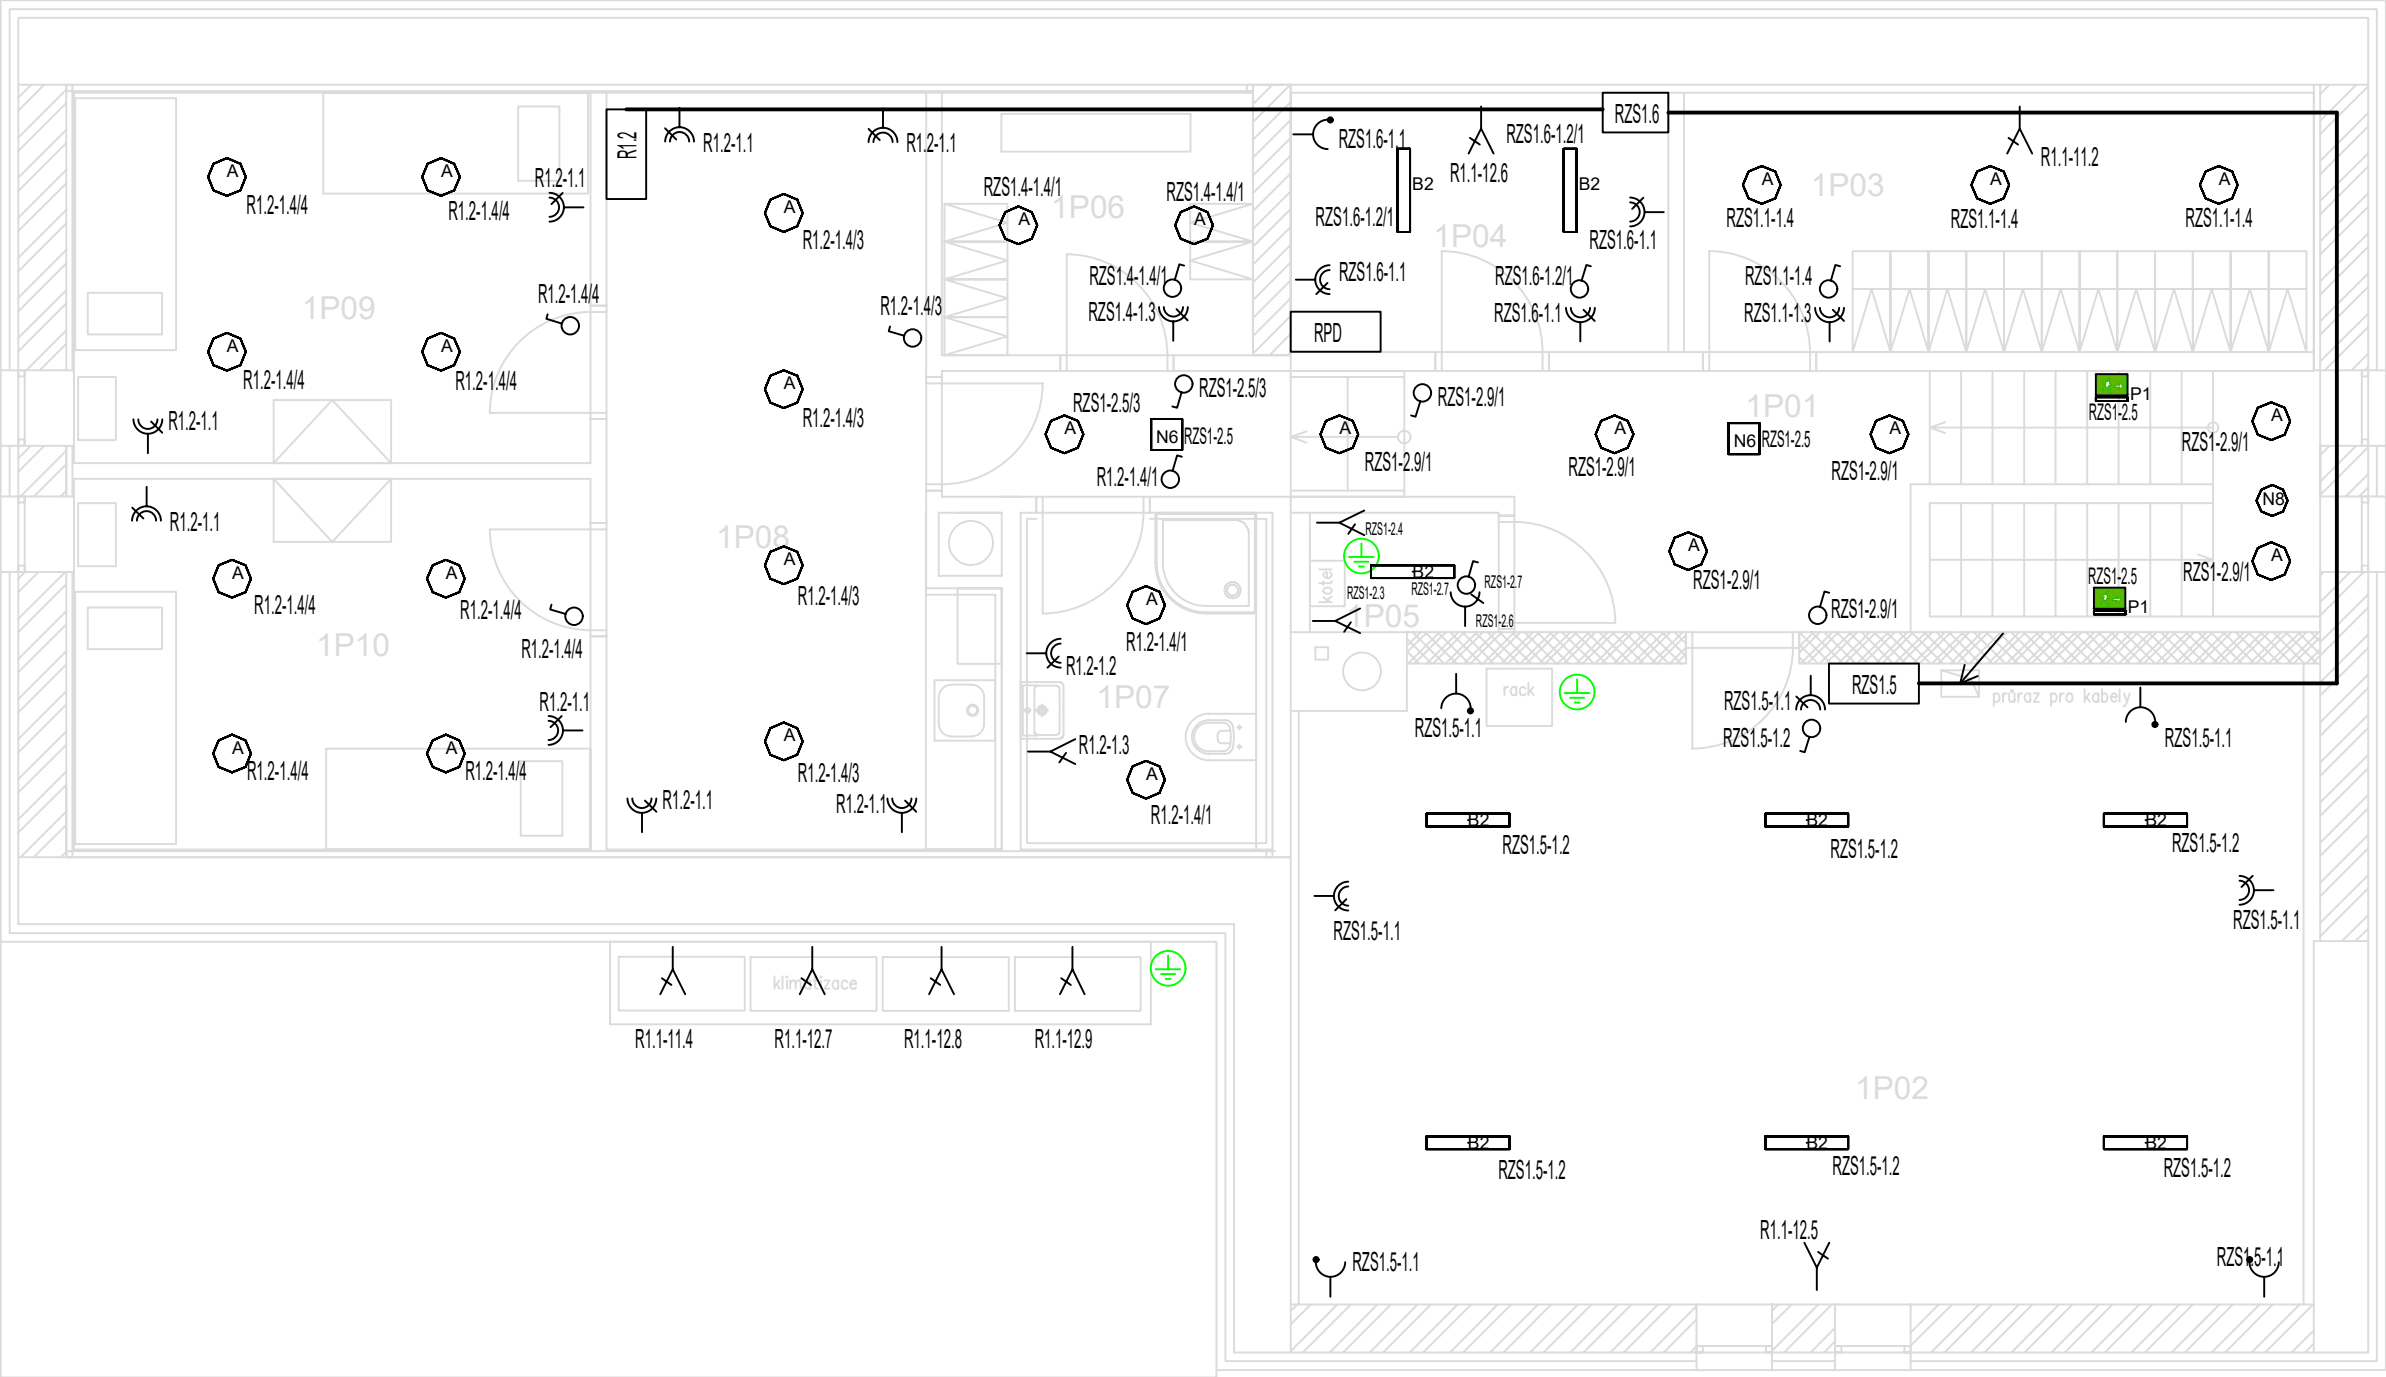 R1.2
R1.2-1.1
R1.2-1.1
RZS1.6
RZS1.6-1.1
RZS1.6-1.2/1
R1.1-12.6
R1.1-11.2
A
R1.2-1.4/4
A
R1.2-1.4/4
R1.2-1.1
A
R1.2-1.4/3
RZS1.4-1.4/1
A
1P06
RZS1.4-1.4/1
A
B2
RZS1.6-1.2/1
B2
1P04
RZS1.6-1.1
A
RZS1.1-1.4
1P03
A
RZS1.1-1.4
A
RZS1.1-1.4
1P09
R1.2-1.4/4
R1.2-1.4/3
RZS1.4-1.4/1
RZS1.4-1.3
RZS1.6-1.1
RPD
RZS1.6-1.2/1
RZS1.6-1.1
RZS1.1-1.4
RZS1.1-1.3
A
R1.2-1.4/4
A
R1.2-1.4/4
A
R1.2-1.4/3
R1.2-1.1
RZS1-2.5/3
A
RZS1-2.5/3
N6
RZS1-2.5
R1.2-1.4/1
A
RZS1-2.9/1
RZS1-2.9/1
A
RZS1-2.9/1
1P01
N6
RZS1-2.5
A
RZS1-2.9/1
P1
RZS1-2.5
A
RZS1-2.9/1
N8
R1.2-1.1
1P08
A
R1.2-1.4/3
RZS1-2.4
B2
RZS1-2.7
RZS1-2.7
RZS1-2.3
RZS1-2.6
kotel
1P05
A
RZS1-2.9/1
RZS1-2.9/1
RZS1-2.5
P1
A
RZS1-2.9/1
A
R1.2-1.4/4
A
R1.2-1.4/4
1P10
R1.2-1.4/4
R1.2-1.1
A
R1.2-1.4/1
R1.2-1.2
1P07
R1.2-1.3
A
R1.2-1.4/1
RZS1.5-1.1
rack
RZS1.5-1.1
RZS1.5-1.2
RZS1.5
průraz pro kabely
RZS1.5-1.1
A
R1.2-1.4/4
A
R1.2-1.4/4
A
R1.2-1.4/3
R1.2-1.1
R1.2-1.1
B2
RZS1.5-1.2
B2
RZS1.5-1.2
B2
RZS1.5-1.2
RZS1.5-1.1
RZS1.5-1.1
klimatizace
R1.1-11.4
R1.1-12.7
R1.1-12.8
R1.1-12.9
1P02
B2
RZS1.5-1.2
B2
RZS1.5-1.2
B2
RZS1.5-1.2
RZS1.5-1.1
R1.1-12.5
RZS1.5-1.1